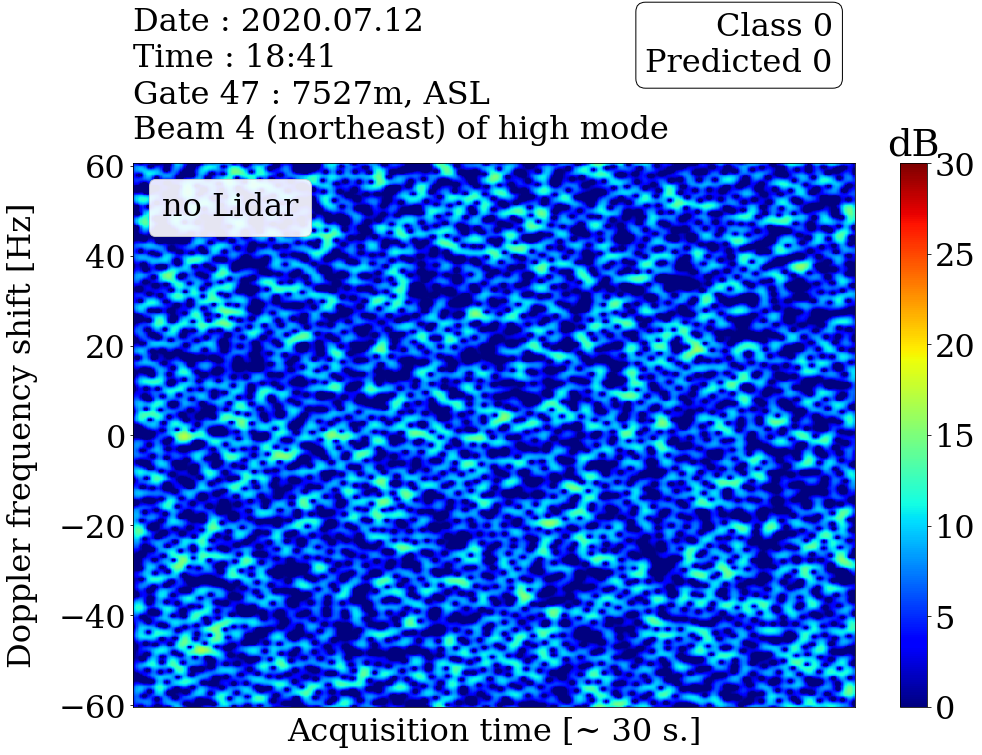 Date : 2020.07.12
Time : 18:41
Gate 47 : 7527m, ASL
Beam 4 (northeast) of high mode
Class 0
Predicted 0
dB
no Lidar
Doppler frequency shift [Hz]
60
40
20
0
−20
−40
−60
Acquisition time [~ 30 s.]
30
25
20
15
10
5
0